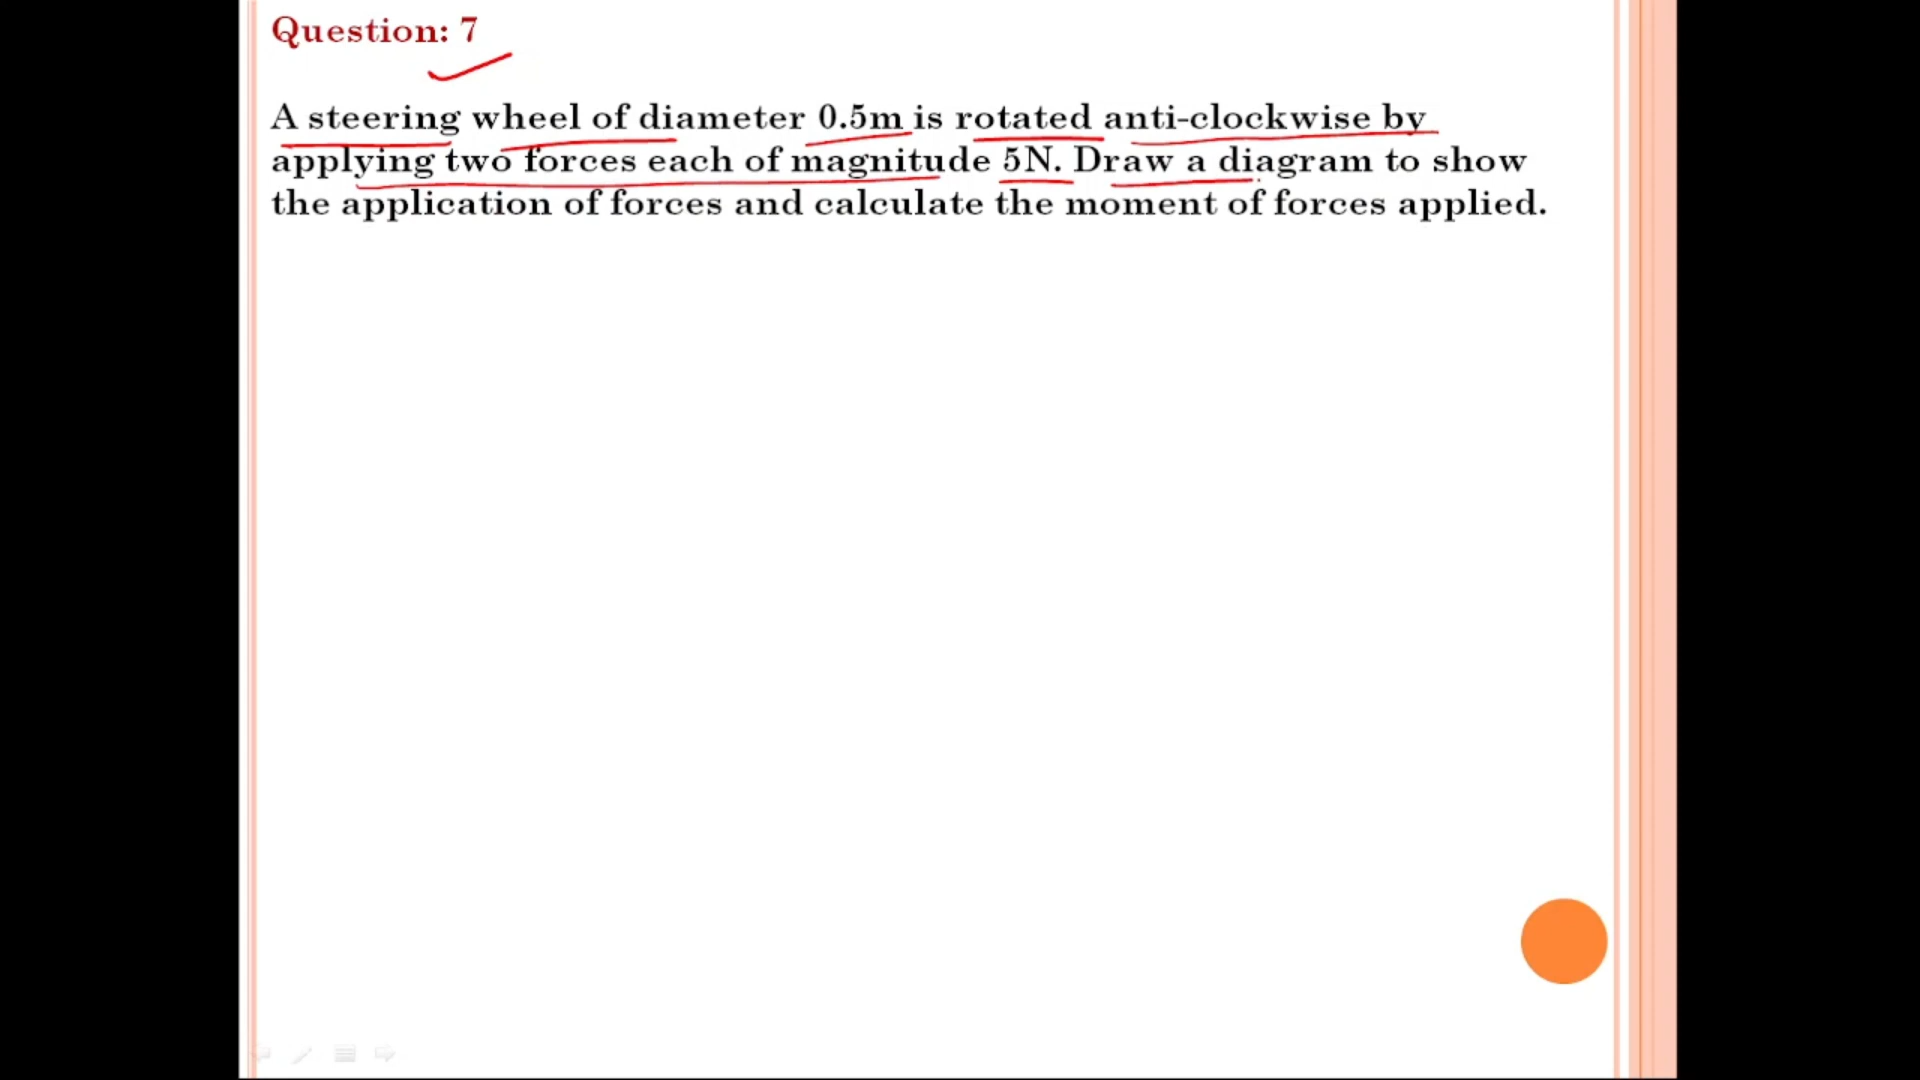 Question: 7
A steering wheel of diameter 0.5m is rotated anti-clockwise by
applying two forces each of magnitude 5N. Draw a diagram to show
the application of forces and calculate the moment of forces applied.